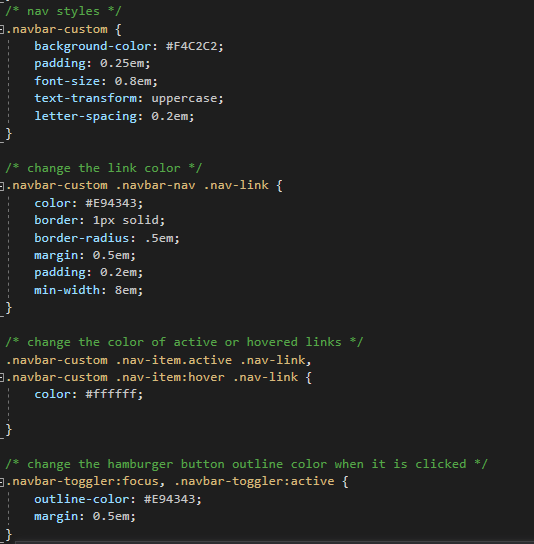 /* nav styles */
.navbar-custom {
    background-color: #F4C2C2;
    padding: 0.25em;
    font-size: 0.8em;
    text-transform: uppercase;
    letter-spacing: 0.2em;
}
/* change the link color */
.navbar-custom .navbar-nav .nav-link {
    color: #E94343;
    border: 1px solid;
    border-radius: .5em;
    margin: 0.5em;
    padding: 0.2em;
    min-width: 8em;
}
/* change the color of active or hovered links */
.navbar-custom .nav-item.active .nav-link,
.navbar-custom .nav-item:hover .nav-link {
    color: #ffffff;
}
/* change the hamburger button outline color when it is clicked */
.navbar-toggler:focus, .navbar-toggler:active {
    outline-color: #E94343;
    margin: 0.5em;
}